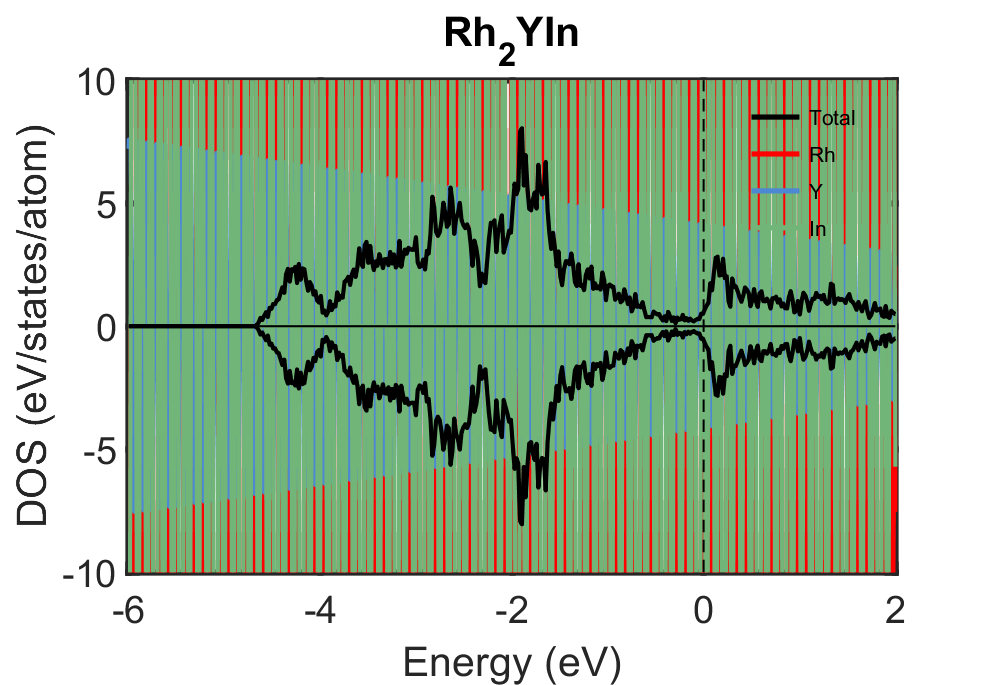 Rh2YIn
DOS (eV/states/atom)
10
5
0
-5
-10
Total
Rh
Y
In
-6 -4 -2 0 2
Energy (eV)